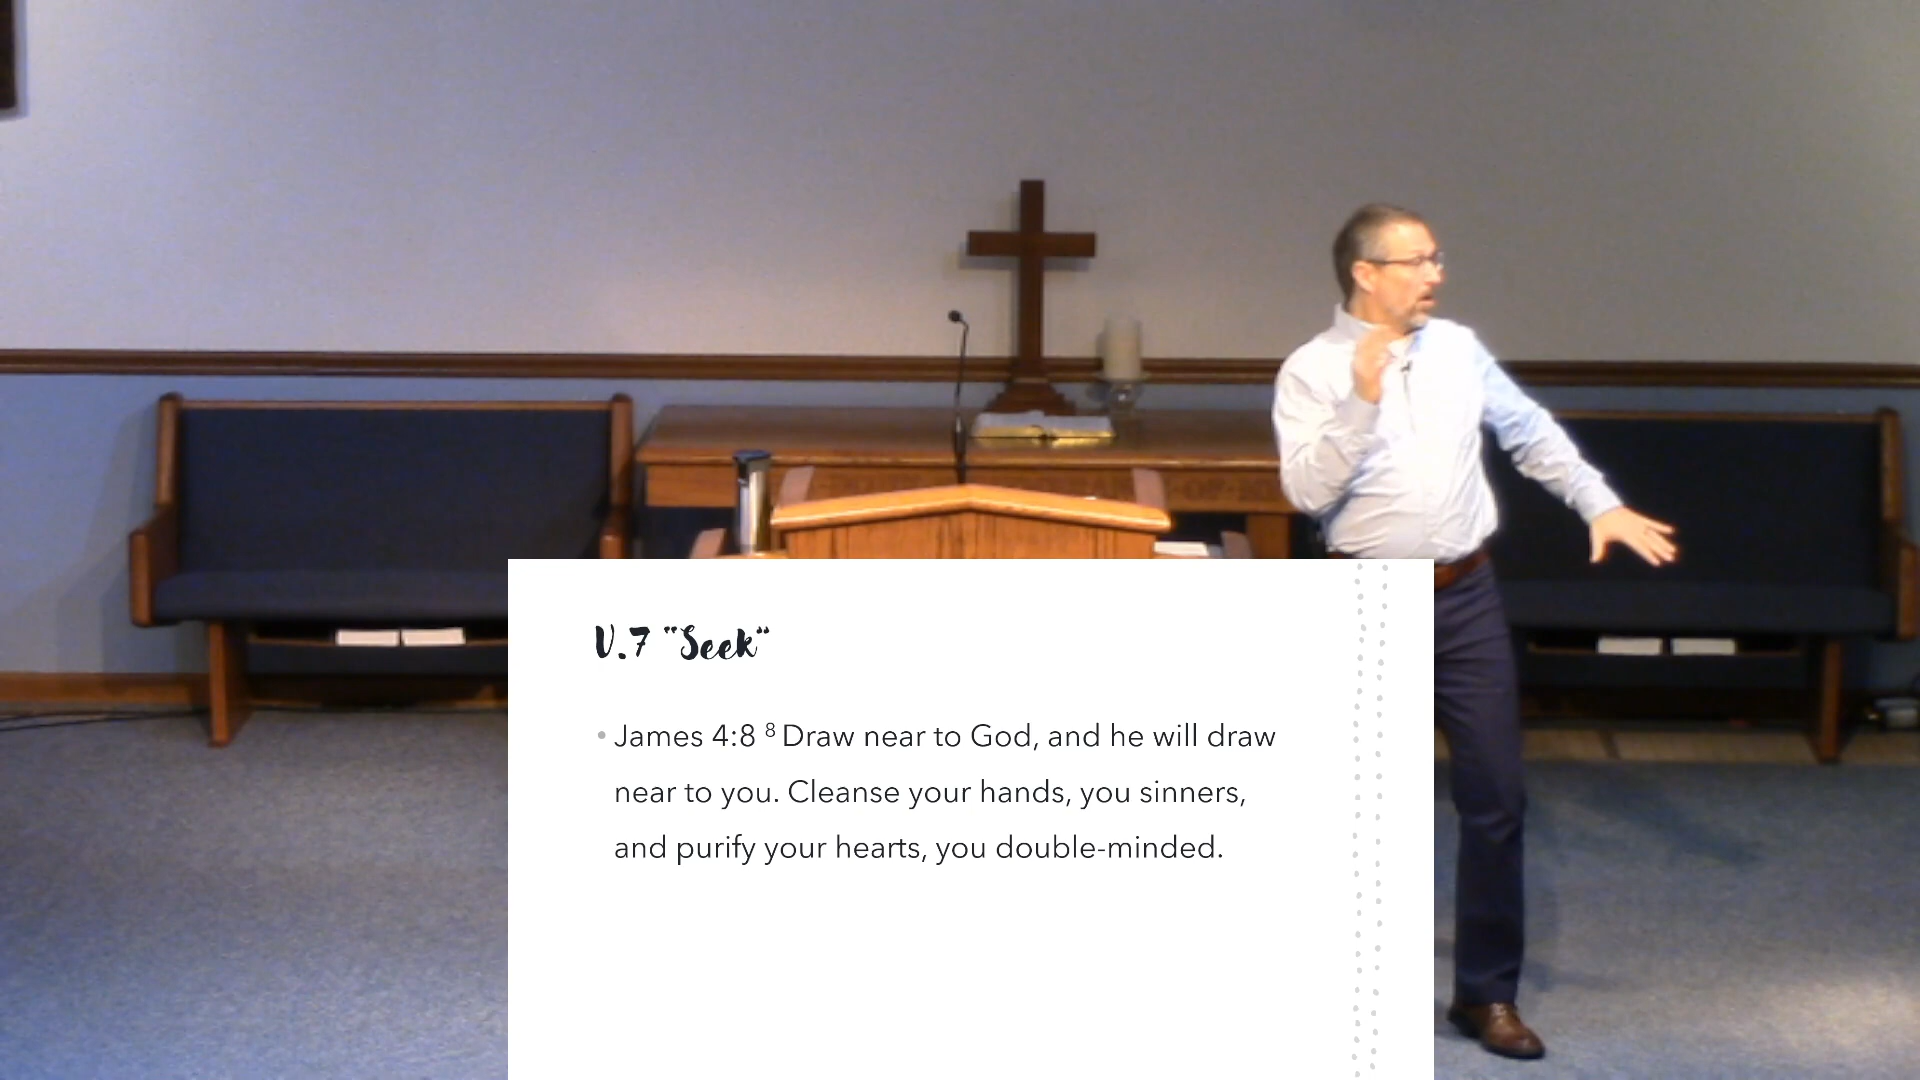 V.7 "Seek"
• James 4:8 ⁸ Draw near to God, and he will draw
near to you. Cleanse your hands, you sinners,
and purify your hearts, you double-minded.